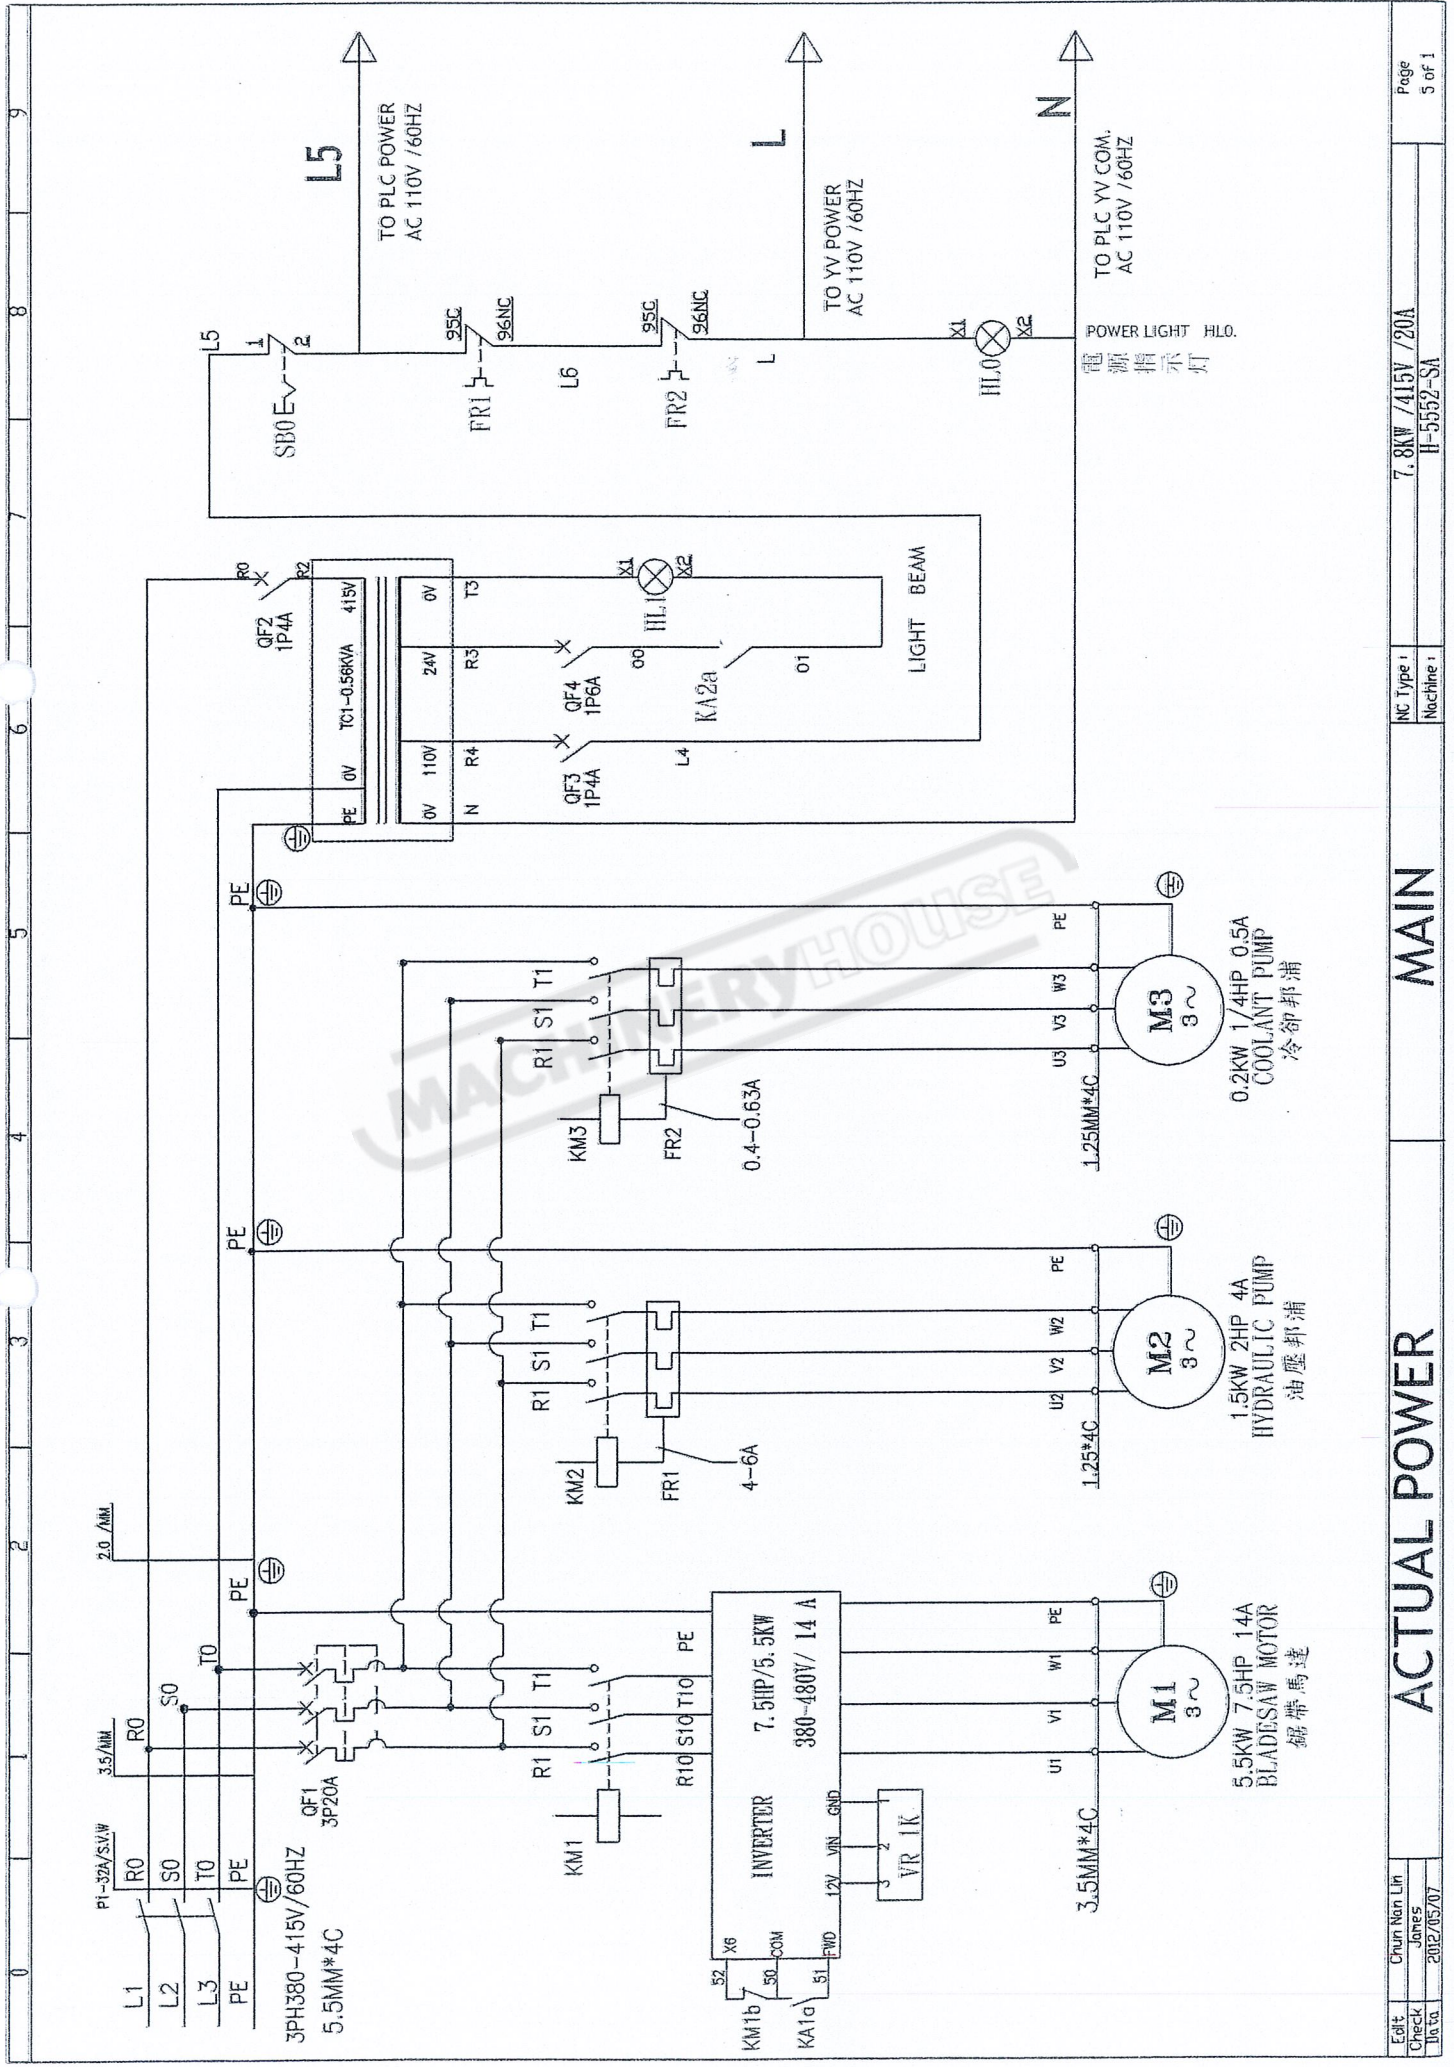 0
1
2
3
4
5
6
7
8
9
L1
L2
L3
PE
3PH380-415V/60HZ
5.5MM*4C
P1-32A/S.V.W
R0
S0
T0
PE
3.5/MM
R0
S0
T0
PE
2.0 /MM
QF1
3P20A
R1
S1
T1
KM1
R10
S10
T10
PE
INVERTER
7.5HP/5.5KW
380-480V/ 14 A
X6
COM
FWD
52
50
51
KM1b
KA1a
12V
VIN
GND
3
2
1
VR 1K
3.5MM*4C
U1
V1
W1
PE
M1
3~
5.5KW 7.5HP 14A
BLADESAW MOTOR
鋸帶馬達
PE
R1
S1
T1
KM2
FR1
4-6A
1.25*4C
U2
V2
W2
PE
M2
3~
1.5KW 2HP 4A
HYDRAULIC PUMP
油壓邦浦
PE
R1
S1
T1
KM3
FR2
0.4-0.63A
1.25MM*4C
U3
V3
W3
PE
M3
3~
0.2KW 1/4HP 0.5A
COOLANT PUMP
冷卻邦浦
MACHINERYHOUSE
R0
R2
QF2
1P4A
PE
0V
TC1-0.56KVA
415V
0V
110V
24V
0V
N
R4
R3
T3
QF3
1P4A
L4
QF4
1P6A
00
KA2a
01
X1
X2
HL1
LIGHT BEAM
L5
1
2
SB0
L5
TO PLC POWER
AC 110V /60HZ
95C
96NC
FR1
L6
95C
96NC
FR2
L
L
TO YV POWER
AC 110V /60HZ
X1
X2
HL0
POWER LIGHT HL0.
電源指示灯
N
TO PLC YV COM.
AC 110V /60HZ
Edit
Chun Nan Lin
Check
James
Data
2012/05/07
ACTUAL POWER
MAIN
NC Type :
7.8KW /415V /20A
Machine :
H-5552-SA
Page
5 of 1